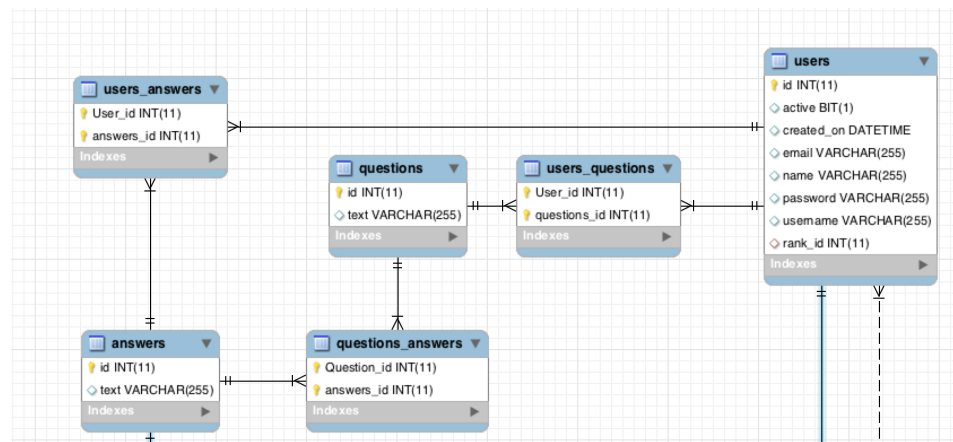 users_answers
User_id INT(11)
answers_id INT(11)
Indexes
questions
id INT(11)
text VARCHAR(255)
Indexes
users_questions
User_id INT(11)
questions_id INT(11)
Indexes
users
id INT(11)
active BIT(1)
created_on DATETIME
email VARCHAR(255)
name VARCHAR(255)
password VARCHAR(255)
username VARCHAR(255)
rank_id INT(11)
Indexes
answers
id INT(11)
text VARCHAR(255)
Indexes
questions_answers
Question_id INT(11)
answers_id INT(11)
Indexes